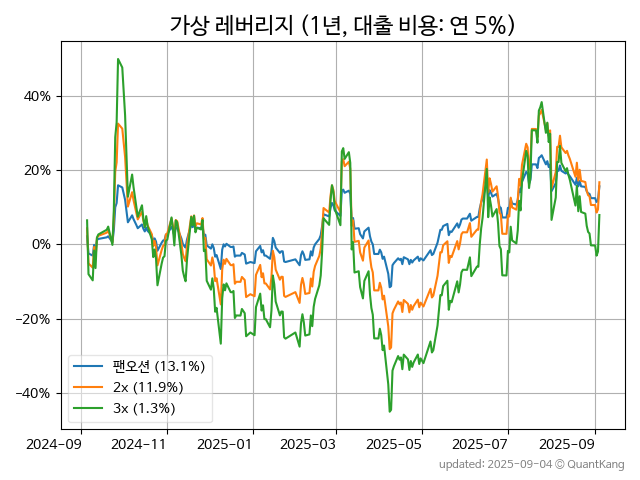 가상 레버리지 (1년, 대출 비용: 연 5%)
40%
20%
0%
−20%
−40%
팬오션 (13.1%)
2x (11.9%)
3x (1.3%)
2024-09 2024-11 2025-01 2025-03 2025-05 2025-07 2025-09
updated: 2025-09-04 © QuantKang